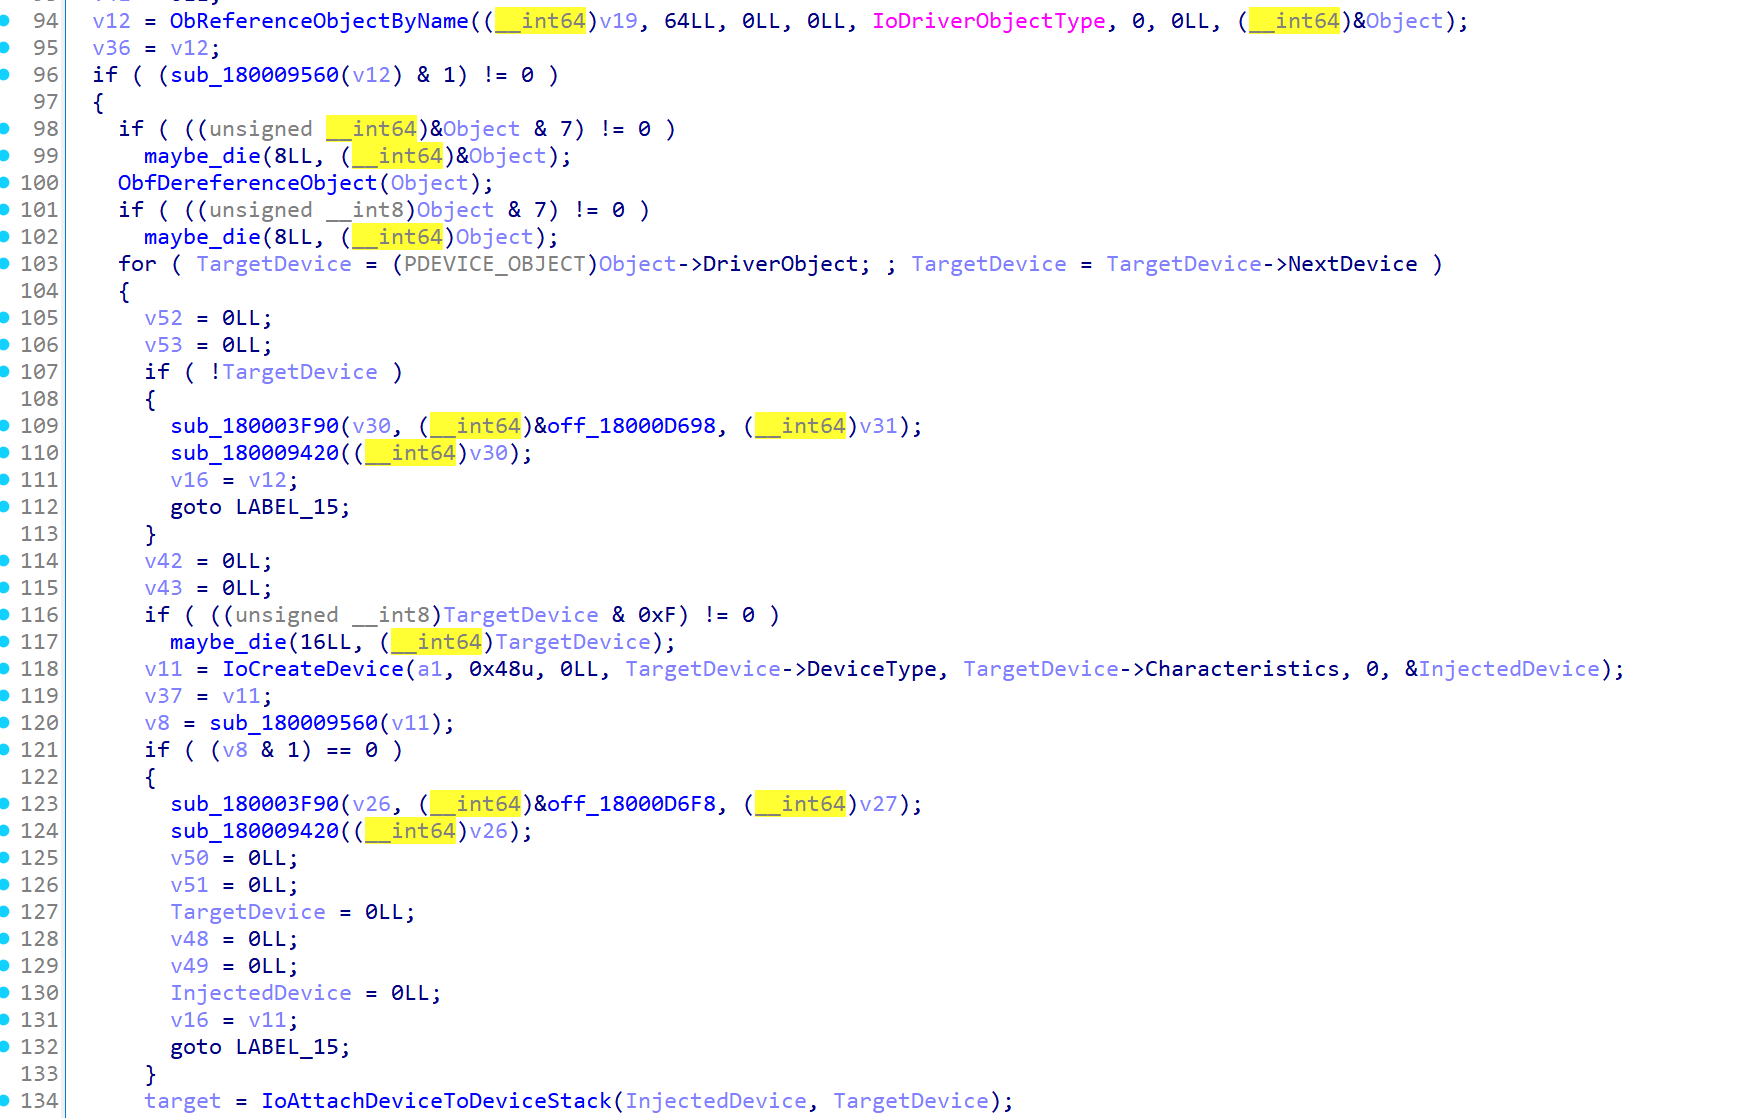 94 v12 = ObReferenceObjectByName((__int64)v19, 64LL, 0LL, 0LL, IoDriverObjectType, 0, 0LL, (__int64)&Object);
95 v36 = v12;
96 if ( (sub_180009560(v12) & 1) != 0 )
97 {
98 if ( ((unsigned __int64)&Object & 7) != 0 )
99 maybe_die(8LL, (__int64)&Object);
100 ObfDereferenceObject(Object);
101 if ( ((unsigned __int8)Object & 7) != 0 )
102 maybe_die(8LL, (__int64)Object);
103 for ( TargetDevice = (PDEVICE_OBJECT)Object->DriverObject; ; TargetDevice = TargetDevice->NextDevice )
104 {
105 v52 = 0LL;
106 v53 = 0LL;
107 if ( !TargetDevice )
108 {
109 sub_180003F90(v30, (__int64)&off_18000D698, (__int64)v31);
110 sub_180009420((__int64)v30);
111 v16 = v12;
112 goto LABEL_15;
113 }
114 v42 = 0LL;
115 v43 = 0LL;
116 if ( ((unsigned __int8)TargetDevice & 0xF) != 0 )
117 maybe_die(16LL, (__int64)TargetDevice);
118 v11 = IoCreateDevice(a1, 0x48u, 0LL, TargetDevice->DeviceType, TargetDevice->Characteristics, 0, &InjectedDevice);
119 v37 = v11;
120 v8 = sub_180009560(v11);
121 if ( (v8 & 1) == 0 )
122 {
123 sub_180003F90(v26, (__int64)&off_18000D6F8, (__int64)v27);
124 sub_180009420((__int64)v26);
125 v50 = 0LL;
126 v51 = 0LL;
127 TargetDevice = 0LL;
128 v48 = 0LL;
129 v49 = 0LL;
130 InjectedDevice = 0LL;
131 v16 = v11;
132 goto LABEL_15;
133 }
134 target = IoAttachDeviceToDeviceStack(InjectedDevice, TargetDevice);